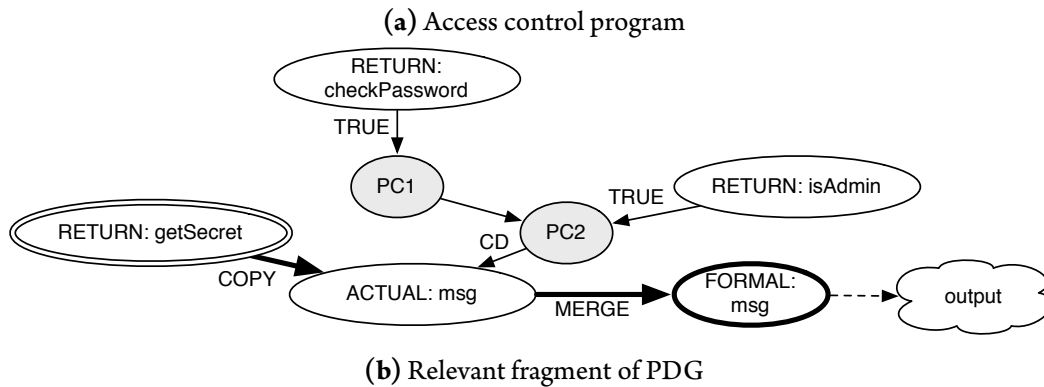 (a) Access control program
RETURN:
checkPassword
TRUE
PC1
TRUE
RETURN: isAdmin
RETURN: getSecret
PC2
CD
COPY
ACTUAL: msg
MERGE
FORMAL:
msg
output
(b) Relevant fragment of PDG